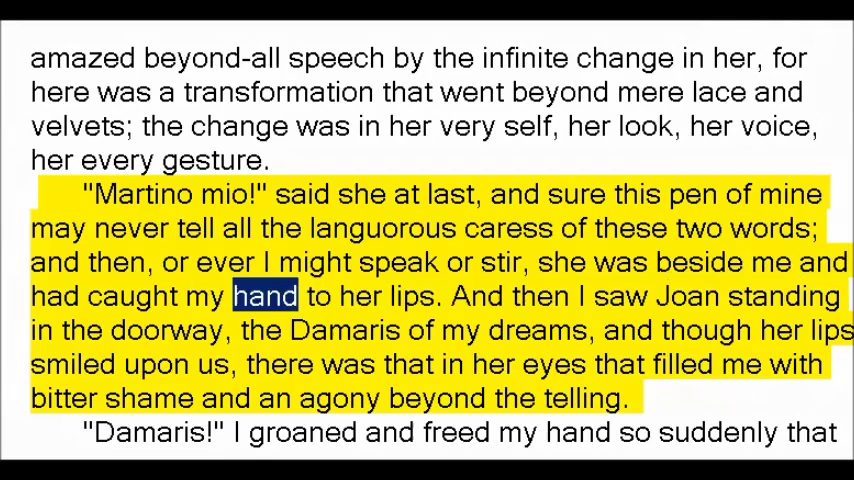 amazed beyond-all speech by the infinite change in her, for
here was a transformation that went beyond mere lace and
velvets; the change was in her very self, her look, her voice,
her every gesture.
"Martino mio!" said she at last, and sure this pen of mine
may never tell all the languorous caress of these two words;
and then, or ever I might speak or stir, she was beside me and
had caught my hand to her lips. And then I saw Joan standing
in the doorway, the Damaris of my dreams, and though her lips
smiled upon us, there was that in her eyes that filled me with
bitter shame and an agony beyond the telling.
"Damaris!" I groaned and freed my hand so suddenly that